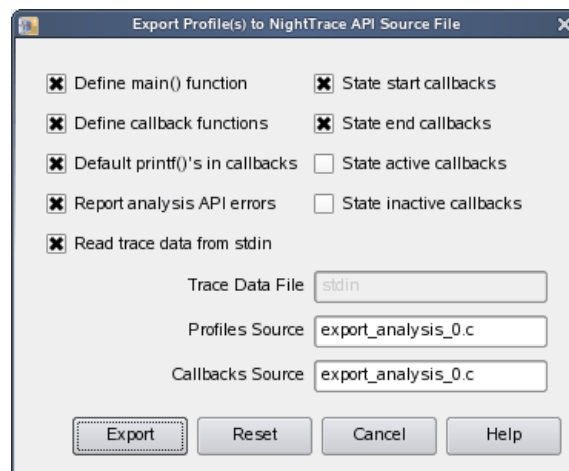 Export Profile(s) to NightTrace API Source File
Define main() function
State start callbacks
Define callback functions
State end callbacks
Default printf()'s in callbacks
State active callbacks
Report analysis API errors
State inactive callbacks
Read trace data from stdin
Trace Data File stdin
Profiles Source export_analysis_0.c
Callbacks Source export_analysis_0.c
Export Reset Cancel Help